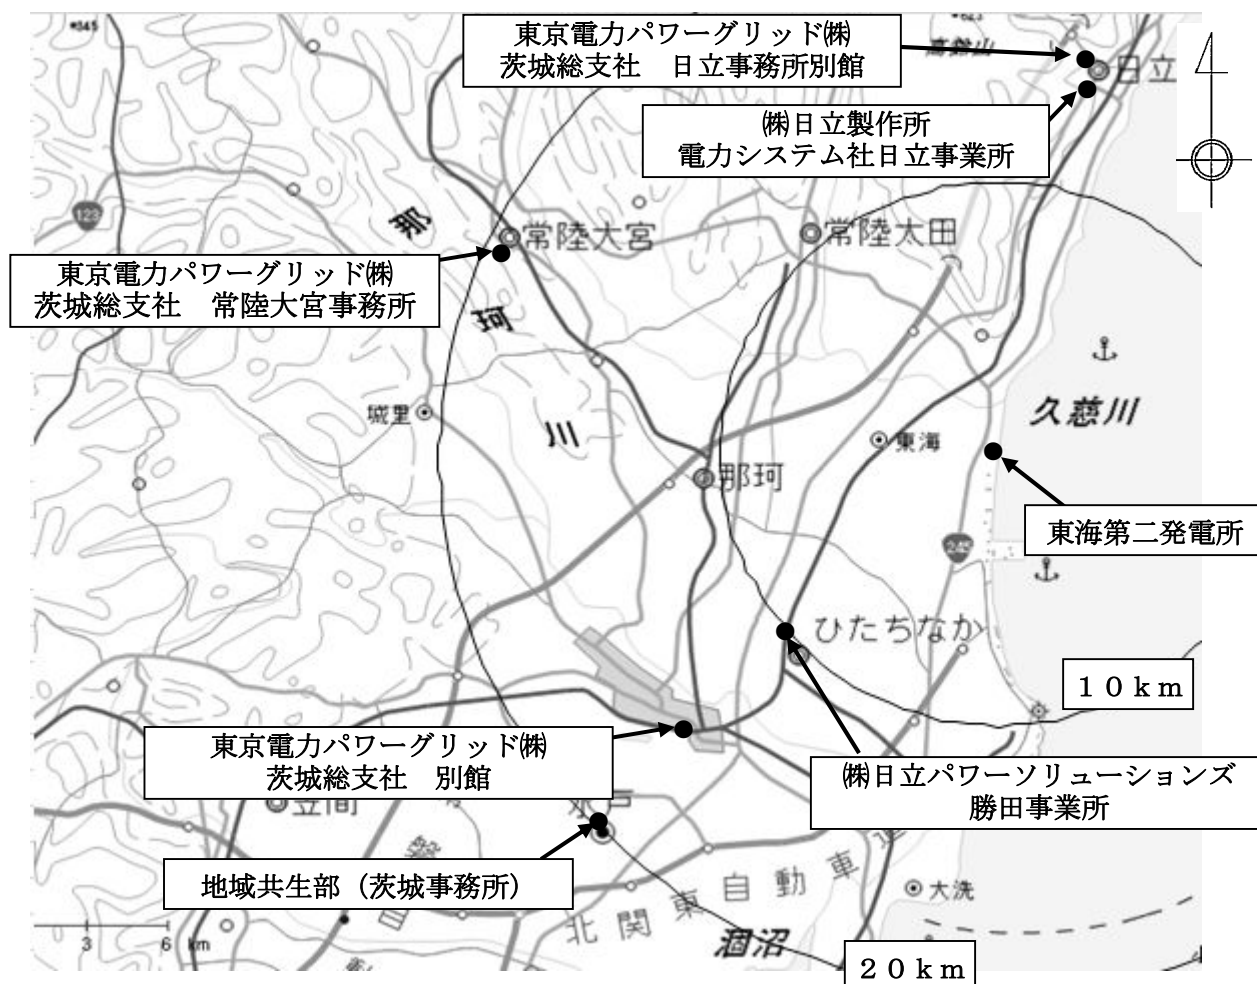 東京電力パワーグリッド㈱
茨城総支社　日立事務所別館
日立
㈱日立製作所
電力システム社日立事業所
123
那
珂
川
常陸大宮
常陸太田
東京電力パワーグリッド㈱
茨城総支社　常陸大宮事務所
城里
久慈川
東海
那珂
東海第二発電所
245
ひたちなか
10km
東京電力パワーグリッド㈱
茨城総支社　別館
㈱日立パワーソリューションズ
勝田事業所
笠間
地域共生部（茨城事務所）
北関東自動車道
大洗
涸沼
3 6 km
20km